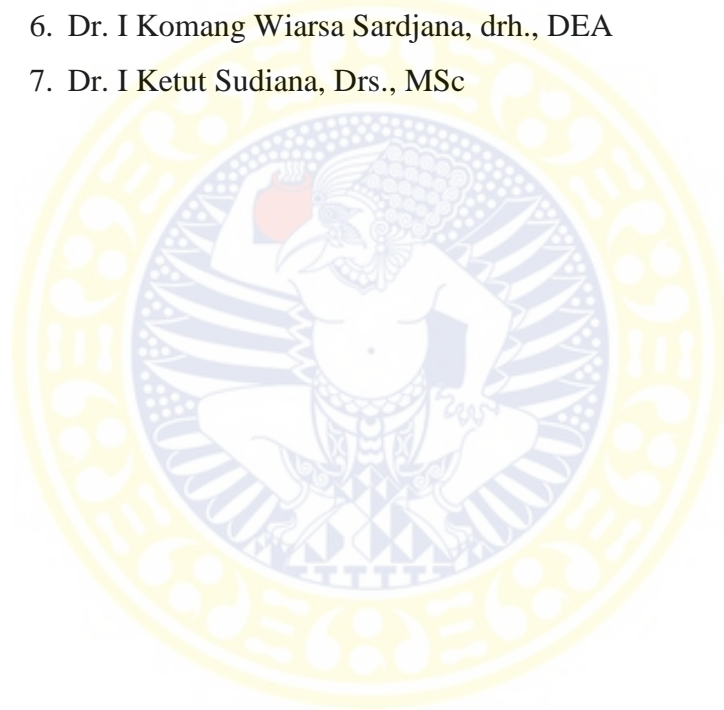 6. Dr. I Komang Wiarsa Sardjana, drh., DEA
7. Dr. I Ketut Sudiana, Drs., MSc